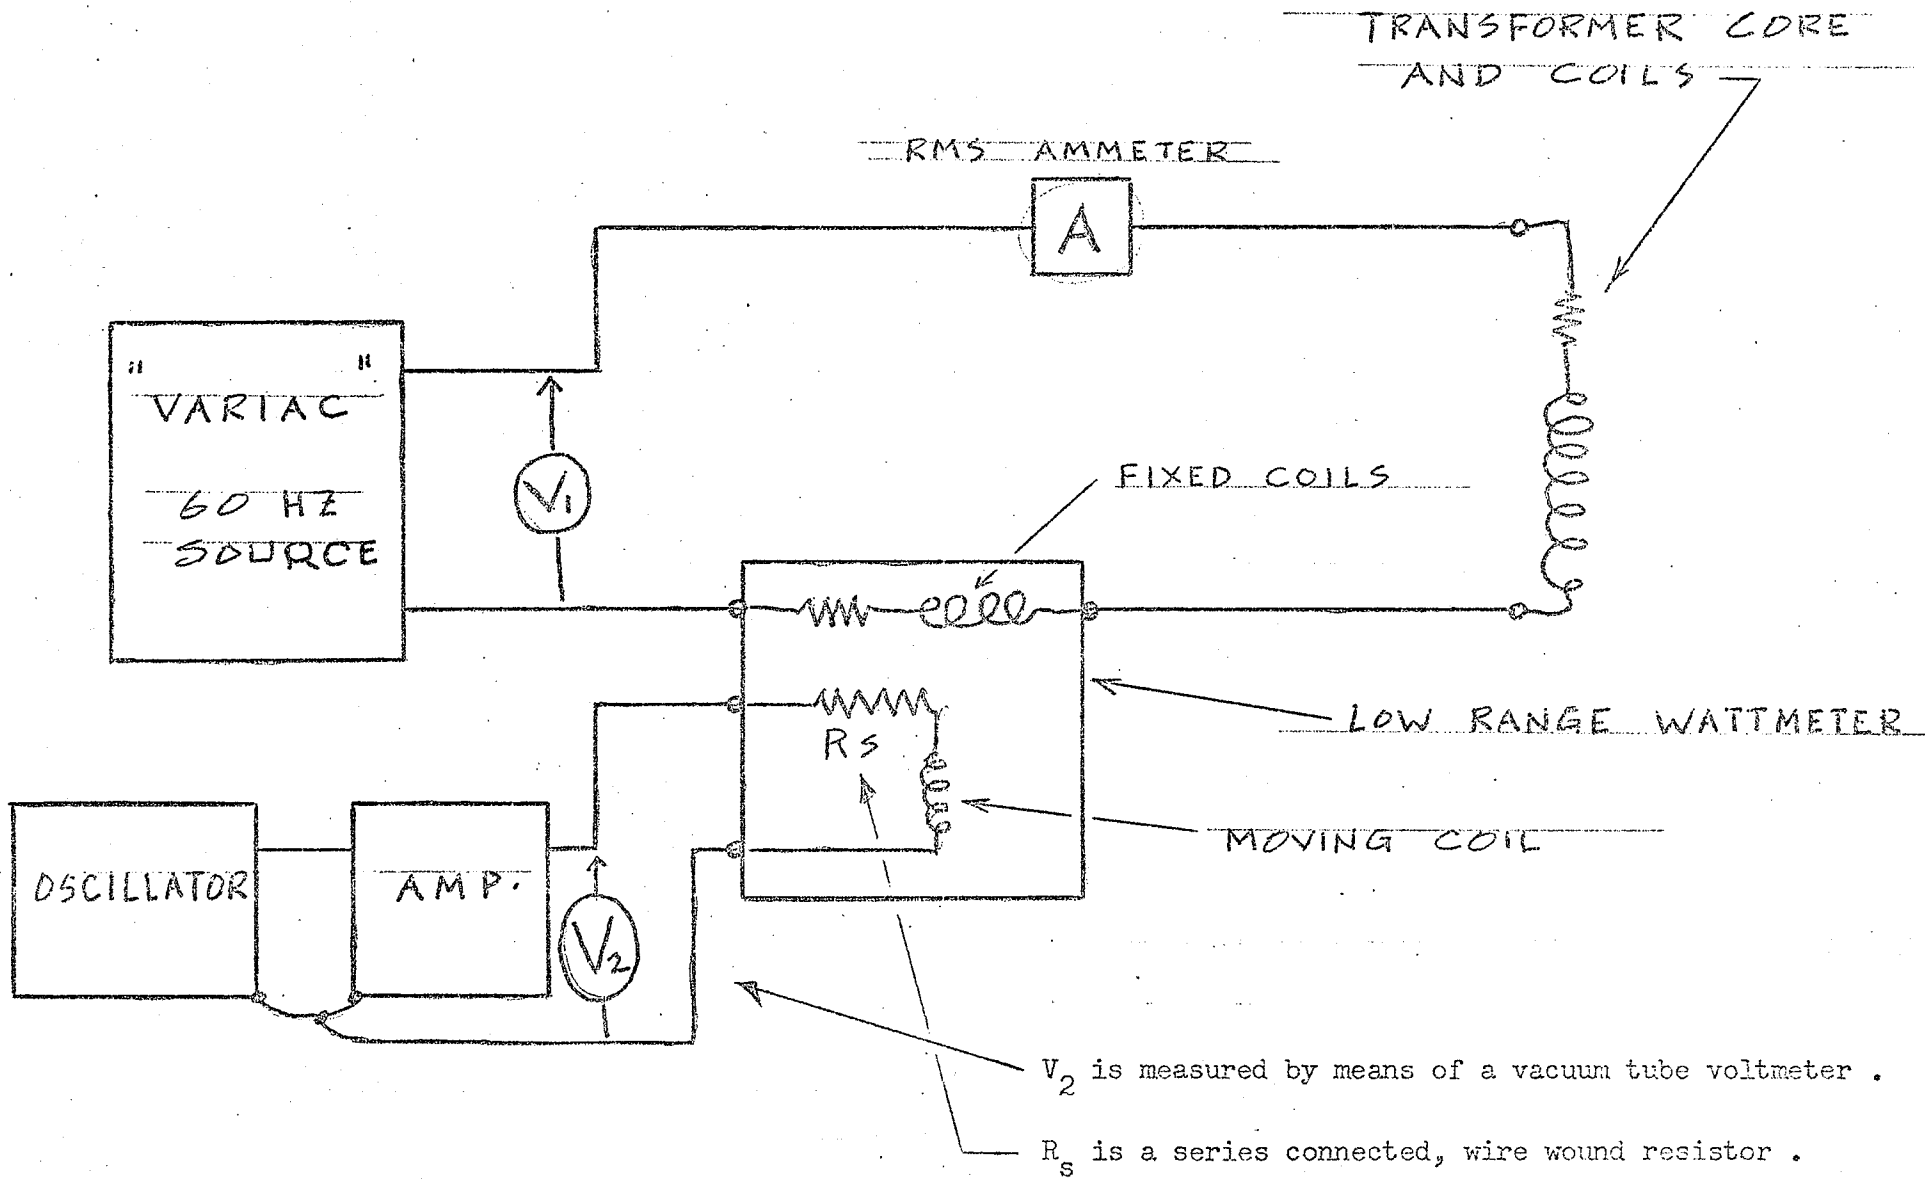 TRANSFORMER CORE
AND COILS
RMS AMMETER
A
" "
VARIAC
60 HZ
SOURCE
V1
FIXED COILS
LOW RANGE WATTMETER
RS
MOVING COIL
OSCILLATOR
AMP.
V2
V2 is measured by means of a vacuum tube voltmeter .
Rs is a series connected, wire wound resistor .